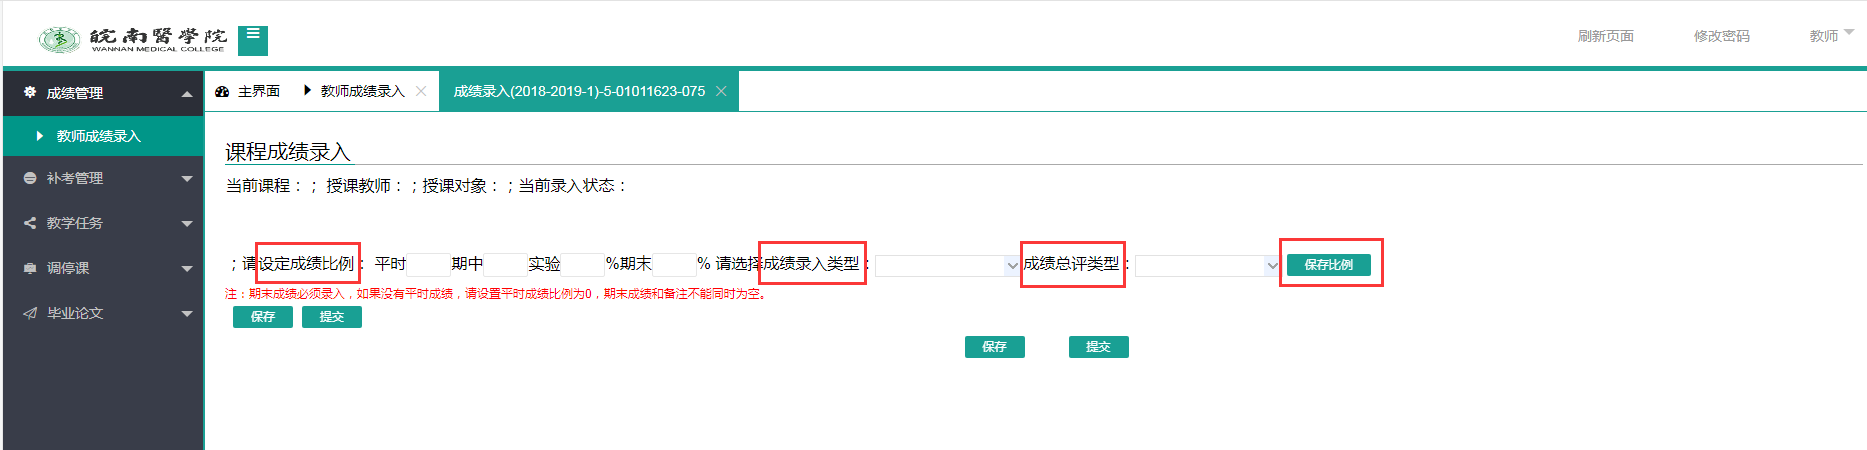 皖南醫學院
WANNAN MEDICAL COLLEGE
刷新页面 修改密码 教师
成绩管理
教师成绩录入
补考管理
教学任务
调停课
毕业论文
主界面 教师成绩录入 成绩录入(2018-2019-1)-5-01011623-075
课程成绩录入
当前课程：； 授课教师：；授课对象：；当前录入状态：
；请设定成绩比例： 平时 期中 实验 %期末 % 请选择成绩录入类型： 成绩总评类型： 保存比例
注：期末成绩必须录入，如果没有平时成绩，请设置平时成绩比例为0，期末成绩和备注不能同时为空。
保存 提交
保存 提交